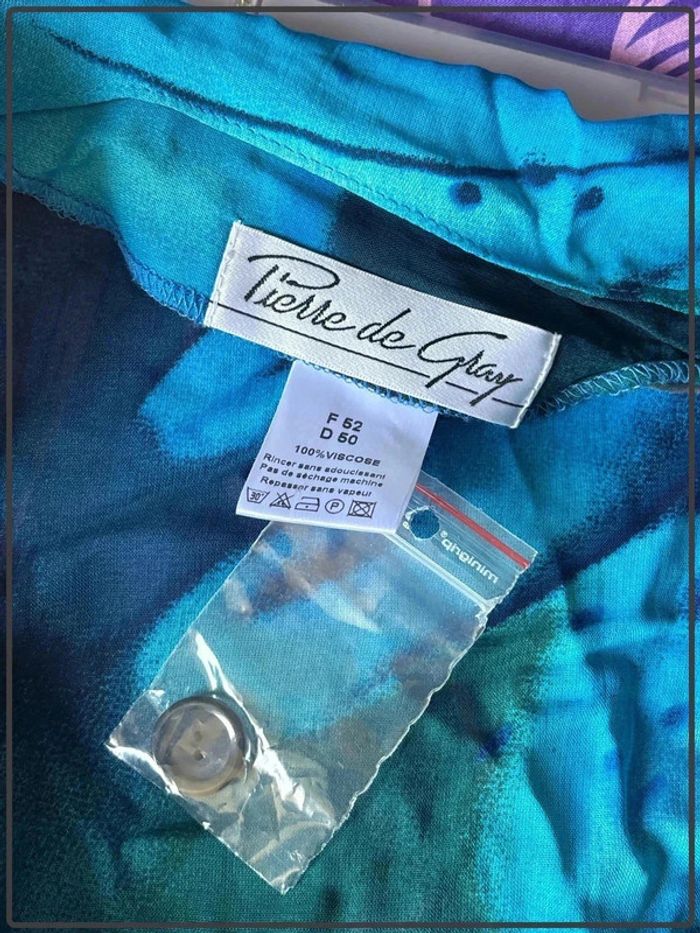 Pierre de Gray
F 52
D 50
100%VISCOSE
Rincer sans adoucissant
Pas de séchage machine
Repasser sans vapeur
30° P
minigrip®